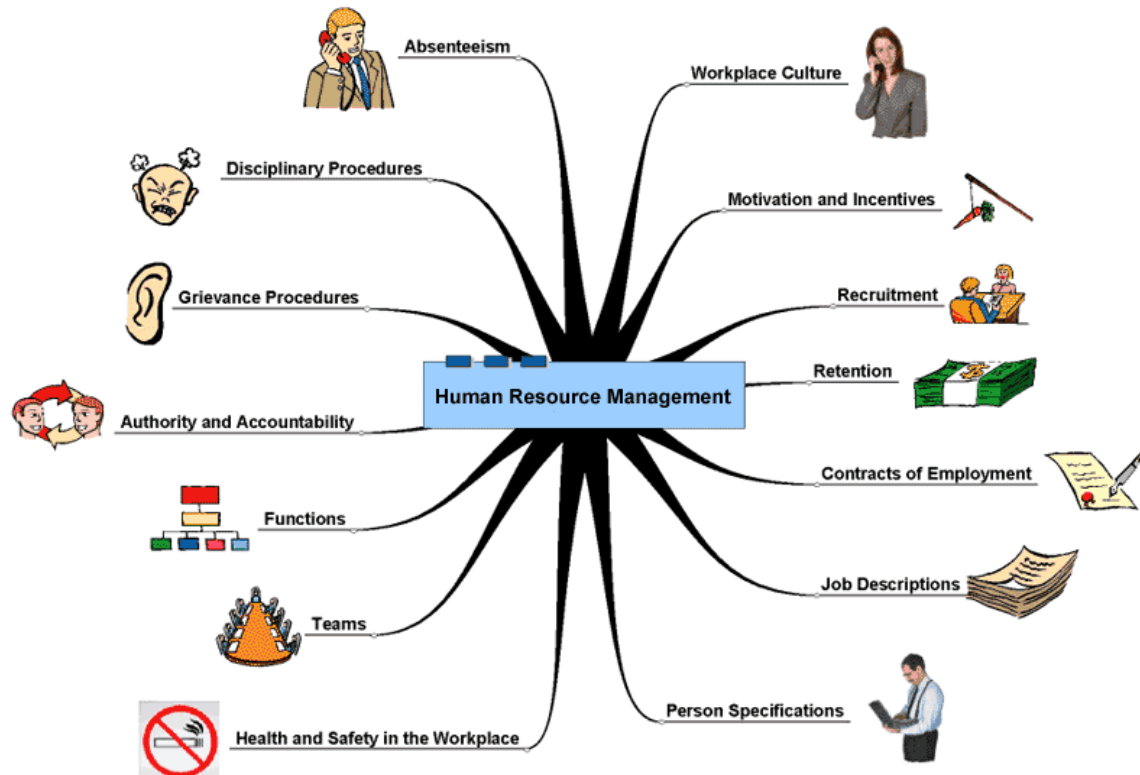 Absenteeism
Workplace Culture
Disciplinary Procedures
Motivation and Incentives
Grievance Procedures
Recruitment
Retention
Human Resource Management
Authority and Accountability
Contracts of Employment
Functions
Job Descriptions
Teams
Person Specifications
Health and Safety in the Workplace